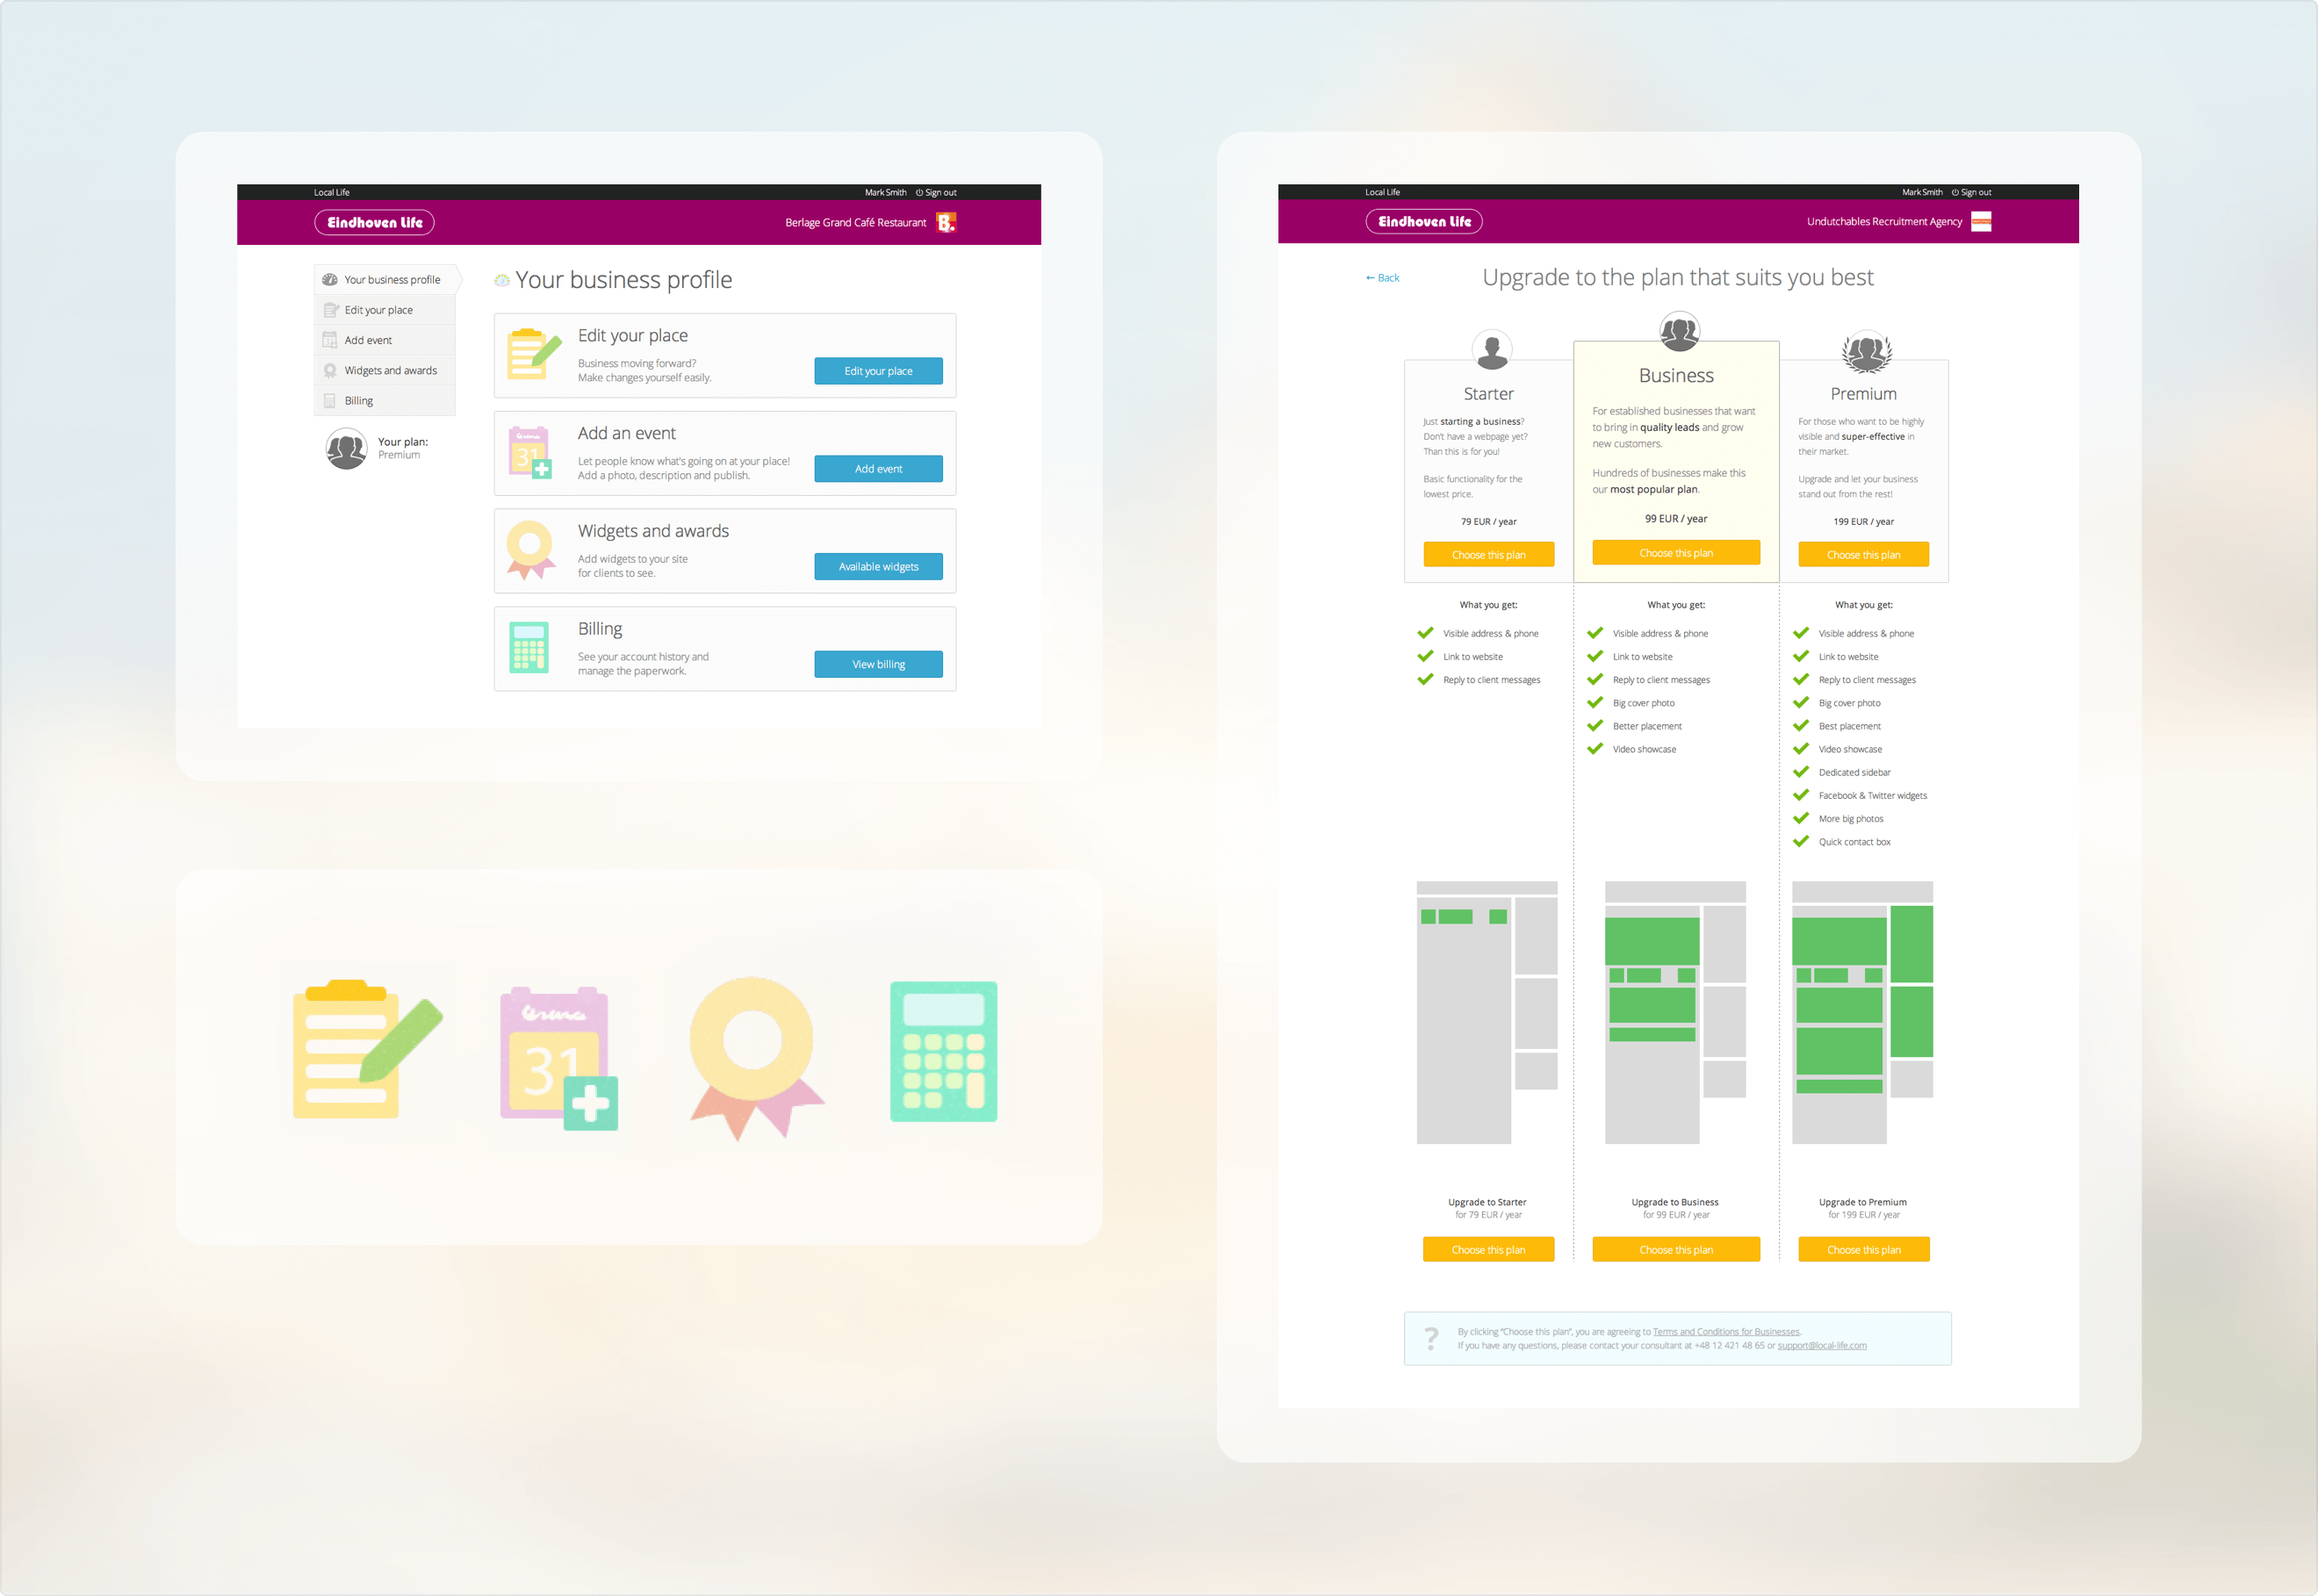 Local Life
Mark Smith Sign out
Eindhoven Life
Berlage Grand Café Restaurant B.
Your business profile
Edit your place
Add event
Widgets and awards
Billing
Your plan:
Premium
Your business profile
Edit your place
Business moving forward?
Make changes yourself easily.
Edit your place
31
Add an event
Let people know what's going on at your place!
Add a photo, description and publish.
Add event
Widgets and awards
Add widgets to your site
for clients to see.
Available widgets
Billing
See your account history and
manage the paperwork.
View billing
31
Local Life
Mark Smith Sign out
Eindhoven Life
Undutchables Recruitment Agency
← Back
Upgrade to the plan that suits you best
Starter
Just starting a business?
Don't have a webpage yet?
Than this is for you!
Basic functionality for the
lowest price.
79 EUR / year
Choose this plan
Business
For established businesses that want
to bring in quality leads and grow
new customers.
Hundreds of businesses make this
our most popular plan.
99 EUR / year
Choose this plan
Premium
For those who want to be highly
visible and super-effective in
their market.
Upgrade and let your business
stand out from the rest!
199 EUR / year
Choose this plan
What you get:
Visible address & phone
Link to website
Reply to client messages
What you get:
Visible address & phone
Link to website
Reply to client messages
Big cover photo
Better placement
Video showcase
What you get:
Visible address & phone
Link to website
Reply to client messages
Big cover photo
Best placement
Video showcase
Dedicated sidebar
Facebook & Twitter widgets
More big photos
Quick contact box
Upgrade to Starter
for 79 EUR / year
Choose this plan
Upgrade to Business
for 99 EUR / year
Choose this plan
Upgrade to Premium
for 199 EUR / year
Choose this plan
?
By clicking “Choose this plan”, you are agreeing to Terms and Conditions for Businesses.
If you have any questions, please contact your consultant at +48 12 421 48 65 or support@local-life.com